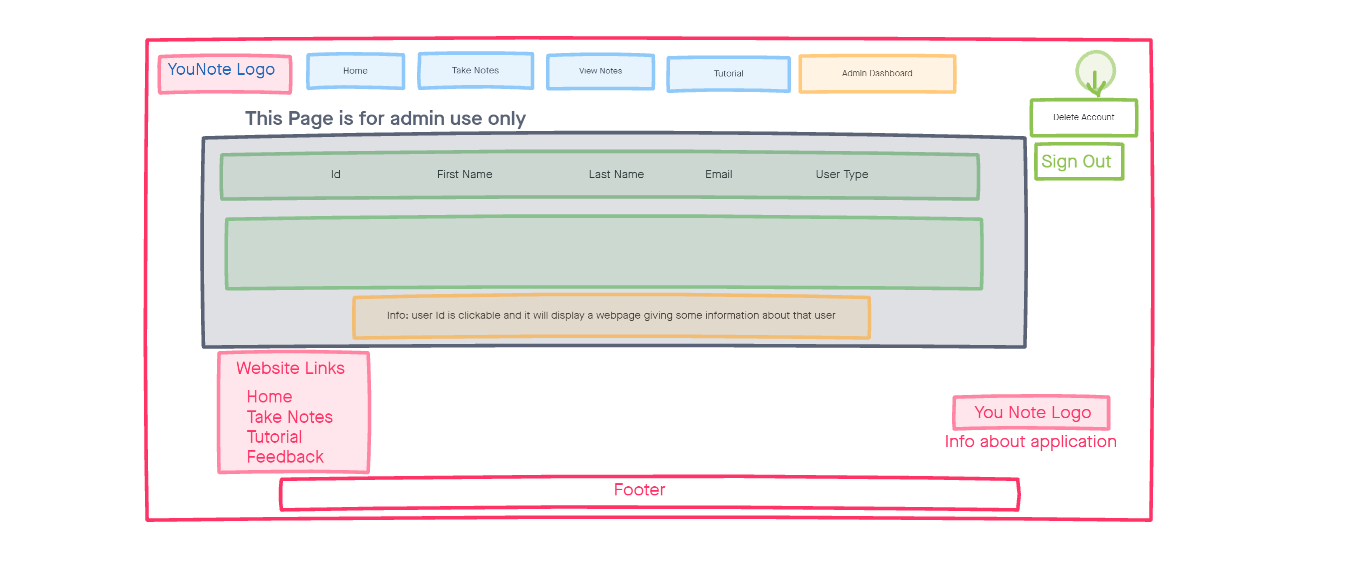 YouNote Logo
Home
Take Notes
View Notes
Tutorial
Admin Dashboard
Delete Account
This Page is for admin use only
Sign Out
Id
First Name
Last Name
Email
User Type
Info: user Id is clickable and it will display a webpage giving some information about that user
Website Links
Home
Take Notes
Tutorial
Feedback
You Note Logo
Info about application
Footer